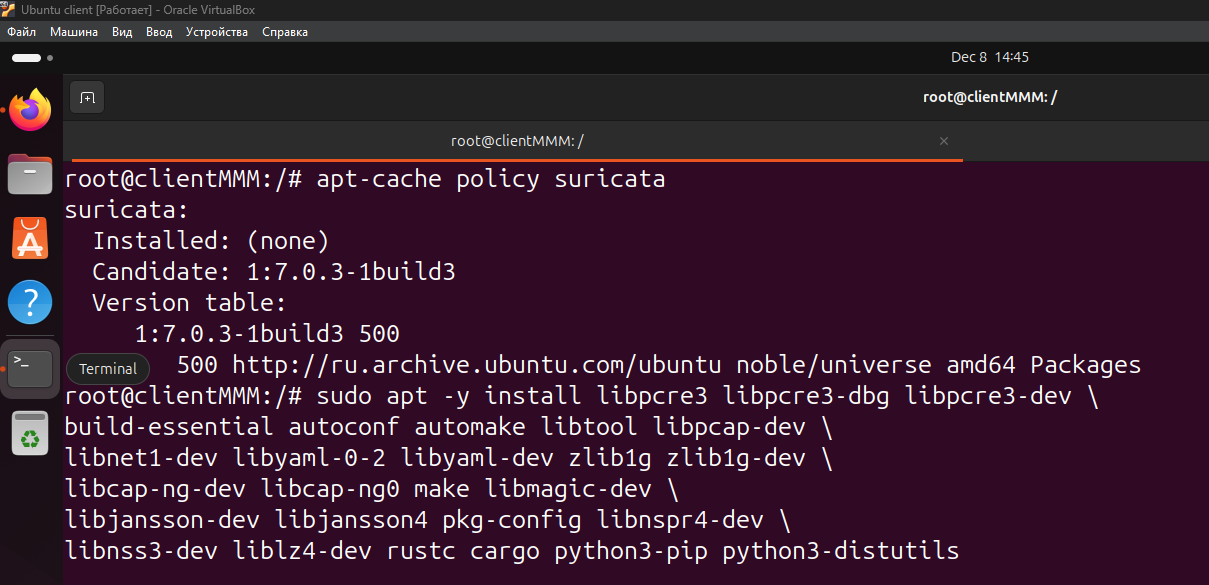 Ubuntu client [Работает] - Oracle VirtualBox
Файл Машина Вид Ввод Устройства Справка
Dec 8 14:45
root@clientMMM: /
root@clientMMM: /
root@clientMMM:/# apt-cache policy suricata
suricata:
  Installed: (none)
  Candidate: 1:7.0.3-1build3
  Version table:
     1:7.0.3-1build3 500
Terminal
        500 http://ru.archive.ubuntu.com/ubuntu noble/universe amd64 Packages
root@clientMMM:/# sudo apt -y install libpcre3 libpcre3-dbg libpcre3-dev \
build-essential autoconf automake libtool libpcap-dev \
libnet1-dev libyaml-0-2 libyaml-dev zlib1g zlib1g-dev \
libcap-ng-dev libcap-ng0 make libmagic-dev \
libjansson-dev libjansson4 pkg-config libnspr4-dev \
libnss3-dev liblz4-dev rustc cargo python3-pip python3-distutils